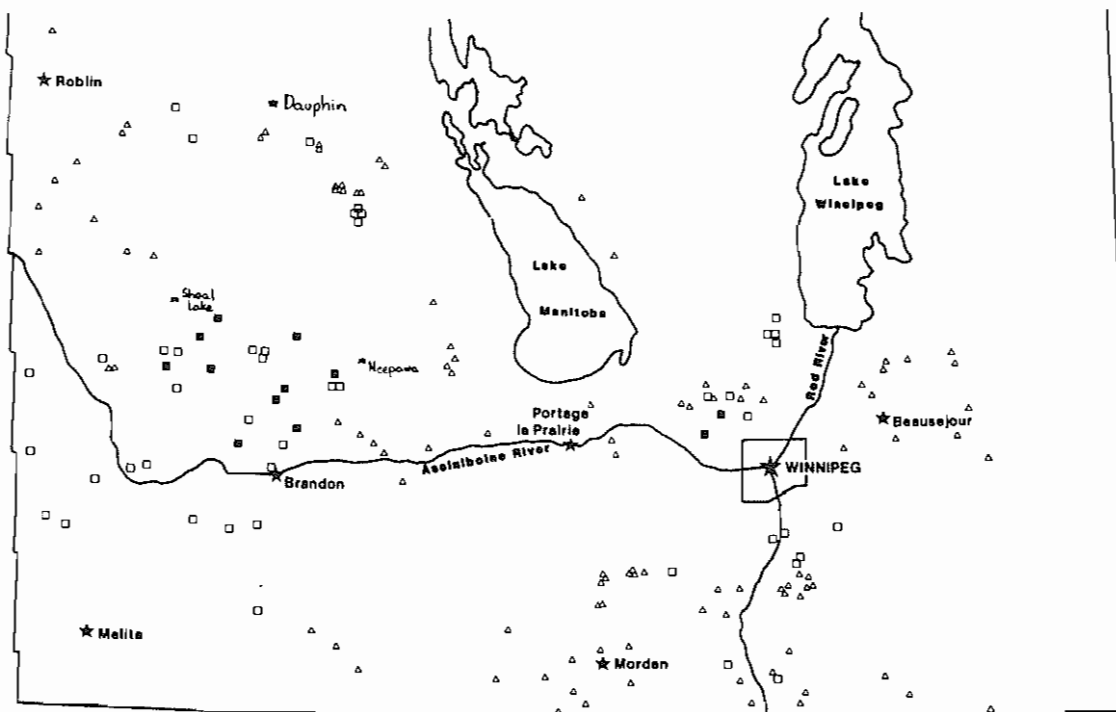 Roblin
Dauphin
Lake
Winnipeg
Shoal
Lake
Lake
Manitoba
Neepawa
Red River
Portage
la Prairie
Beausejour
Assiniboine River
WINNIPEG
Brandon
Melita
Morden